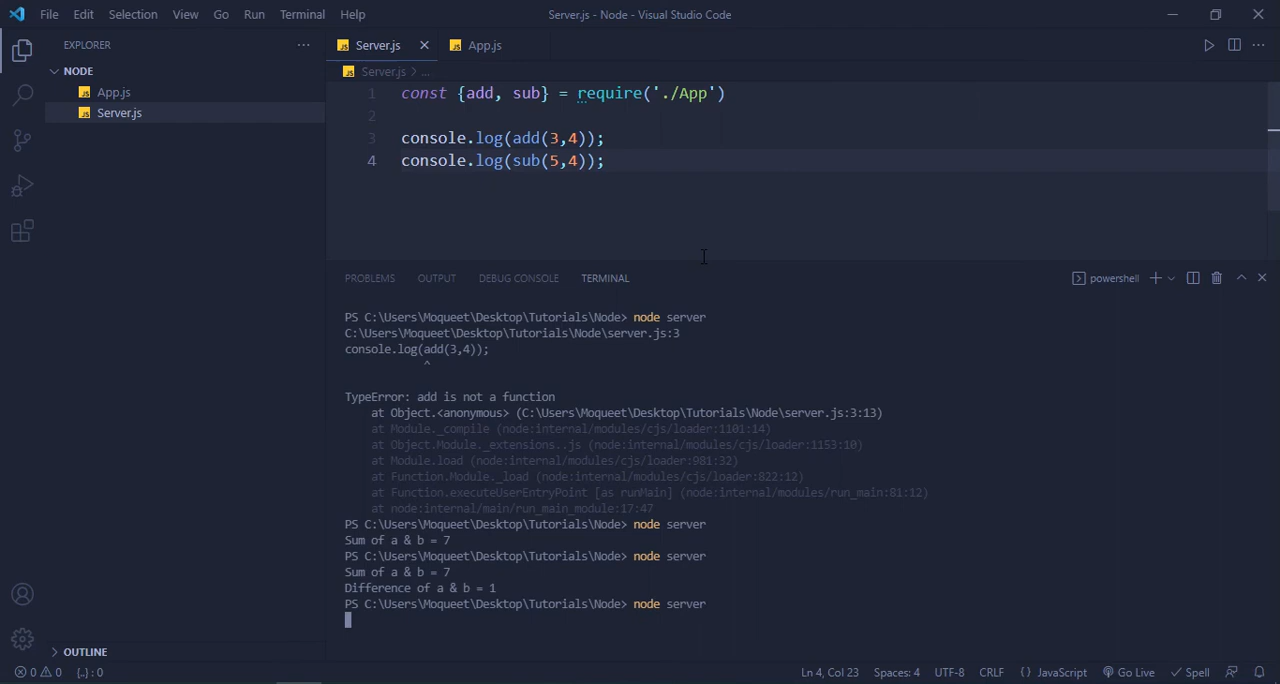 File Edit Selection View Go Run Terminal Help Server.js - Node - Visual Studio Code
EXPLORER ...
NODE
JS App.js
JS Server.js
OUTLINE
JS Server.js JS App.js
JS Server.js > ...
1 const {add, sub} = require('./App')
2
3 console.log(add(3,4));
4 console.log(sub(5,4));
PROBLEMS OUTPUT DEBUG CONSOLE TERMINAL powershell
PS C:\Users\Moqueet\Desktop\Tutorials\Node> node server
C:\Users\Moqueet\Desktop\Tutorials\Node\server.js:3
console.log(add(3,4));
^
TypeError: add is not a function
at Object.<anonymous> (C:\Users\Moqueet\Desktop\Tutorials\Node\server.js:3:13)
at Module._compile (node:internal/modules/cjs/loader:1101:14)
at Object.Module._extensions..js (node:internal/modules/cjs/loader:1153:10)
at Module.load (node:internal/modules/cjs/loader:981:32)
at Function.Module._load (node:internal/modules/cjs/loader:822:12)
at Function.executeUserEntryPoint [as runMain] (node:internal/modules/run_main:81:12)
at node:internal/main/run_main_module:17:47
PS C:\Users\Moqueet\Desktop\Tutorials\Node> node server
Sum of a & b = 7
PS C:\Users\Moqueet\Desktop\Tutorials\Node> node server
Sum of a & b = 7
Difference of a & b = 1
PS C:\Users\Moqueet\Desktop\Tutorials\Node> node server
0 0 {..} : 0 Ln 4, Col 23 Spaces: 4 UTF-8 CRLF {} JavaScript Go Live Spell